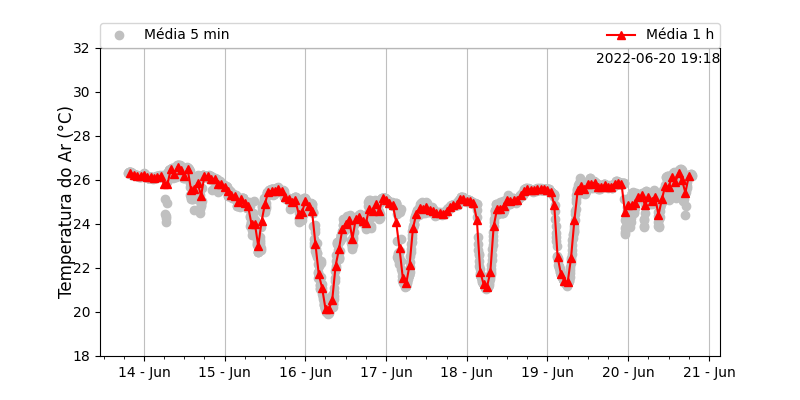 Média 5 min
Média 1 h
2022-06-20 19:18
Temperatura do Ar (°C)
32
30
28
26
24
22
20
18
14 - Jun
15 - Jun
16 - Jun
17 - Jun
18 - Jun
19 - Jun
20 - Jun
21 - Jun